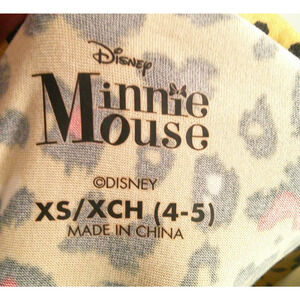 Disney
Minnie
Mouse
©DISNEY
XS/XCH (4-5)
MADE IN CHINA